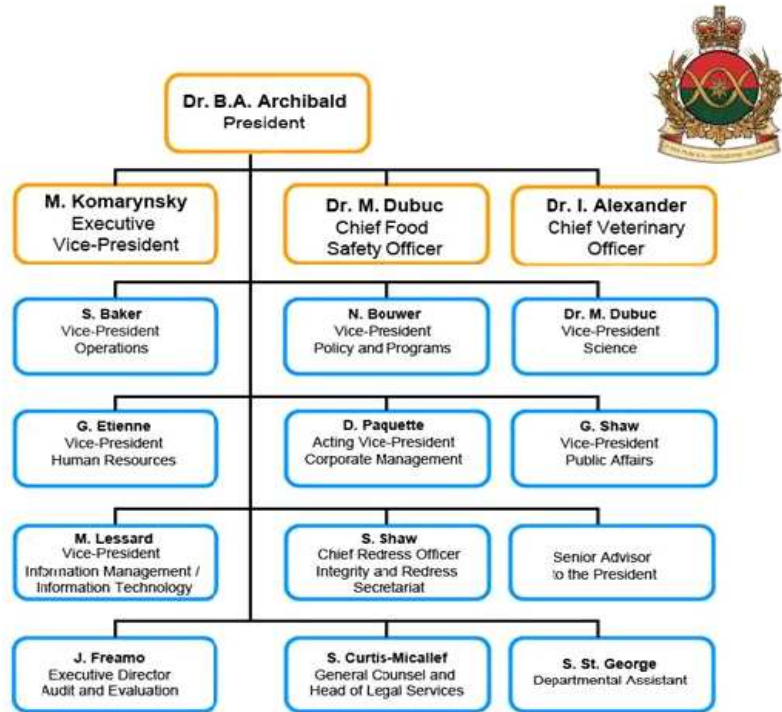 Dr. B.A. Archibald
President
M. Komarynsky
Executive
Vice-President
Dr. M. Dubuc
Chief Food
Safety Officer
Dr. I. Alexander
Chief Veterinary
Officer
S. Baker
Vice-President
Operations
N. Bouwer
Vice-President
Policy and Programs
Dr. M. Dubuc
Vice-President
Science
G. Etienne
Vice-President
Human Resources
D. Paquette
Acting Vice-President
Corporate Management
G. Shaw
Vice-President
Public Affairs
M. Lessard
Vice-President
Information Management /
Information Technology
S. Shaw
Chief Redress Officer
Integrity and Redress
Secretariat
Senior Advisor
to the President
J. Freamo
Executive Director
Audit and Evaluation
S. Curtis-Micallef
General Counsel and
Head of Legal Services
S. St. George
Departmental Assistant